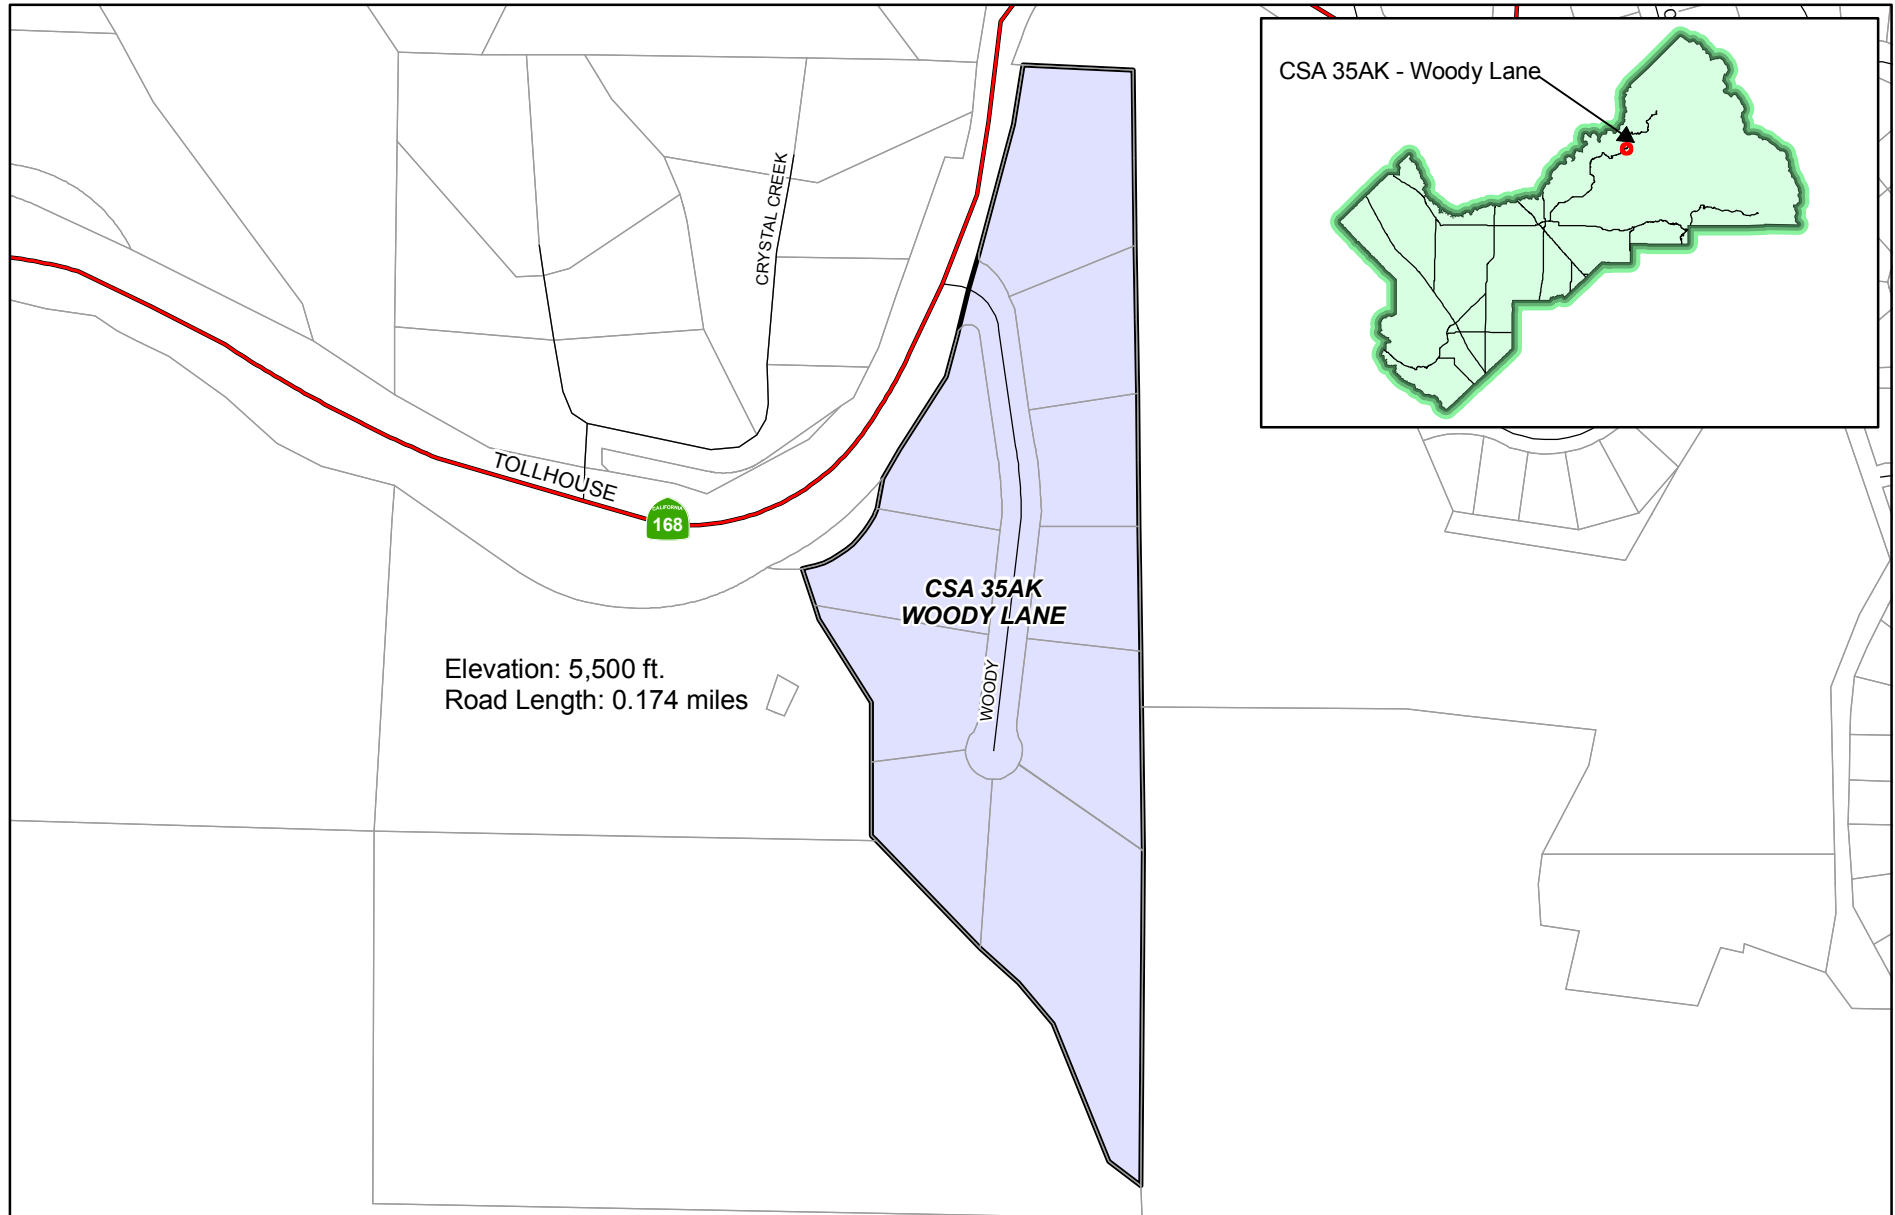 CSA 35AK - Woody Lane
CRYSTAL CREEK
TOLLHOUSE
CALIFORNIA
168
CSA 35AK
WOODY LANE
Elevation: 5,500 ft.
Road Length: 0.174 miles
WOODY